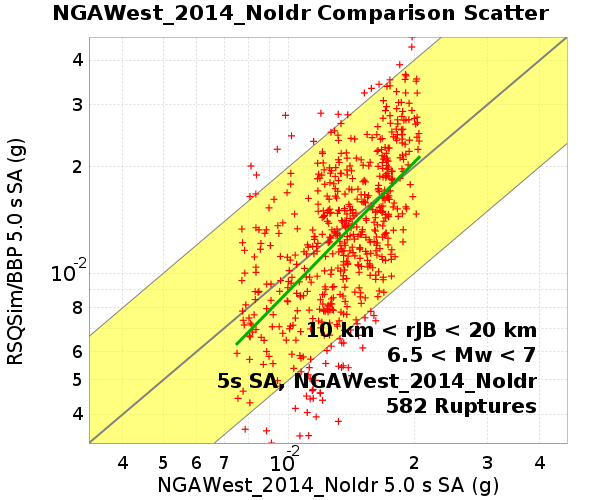 NGAWest_2014_NoIdr Comparison Scatter
RSQSim/BBP 5.0 s SA (g)
4
3
2
10-2
8
6
5
4
10 km < rJB < 20 km
6.5 < Mw < 7
5s SA, NGAWest_2014_NoIdr
582 Ruptures
4 5 6 7 10-2 2 3 4
NGAWest_2014_NoIdr 5.0 s SA (g)